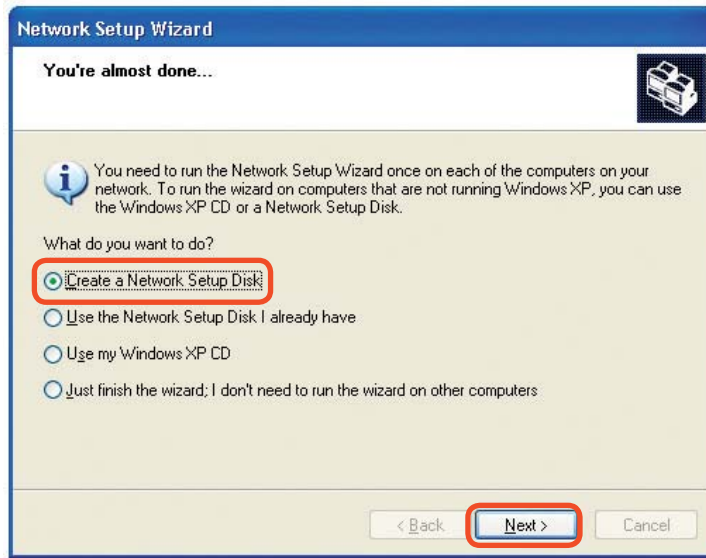 Network Setup Wizard
You're almost done...
You need to run the Network Setup Wizard once on each of the computers on your
network. To run the wizard on computers that are not running Windows XP, you can use
the Windows XP CD or a Network Setup Disk.
What do you want to do?
Create a Network Setup Disk
Use the Network Setup Disk I already have
Use my Windows XP CD
Just finish the wizard; I don't need to run the wizard on other computers
< Back
Next >
Cancel